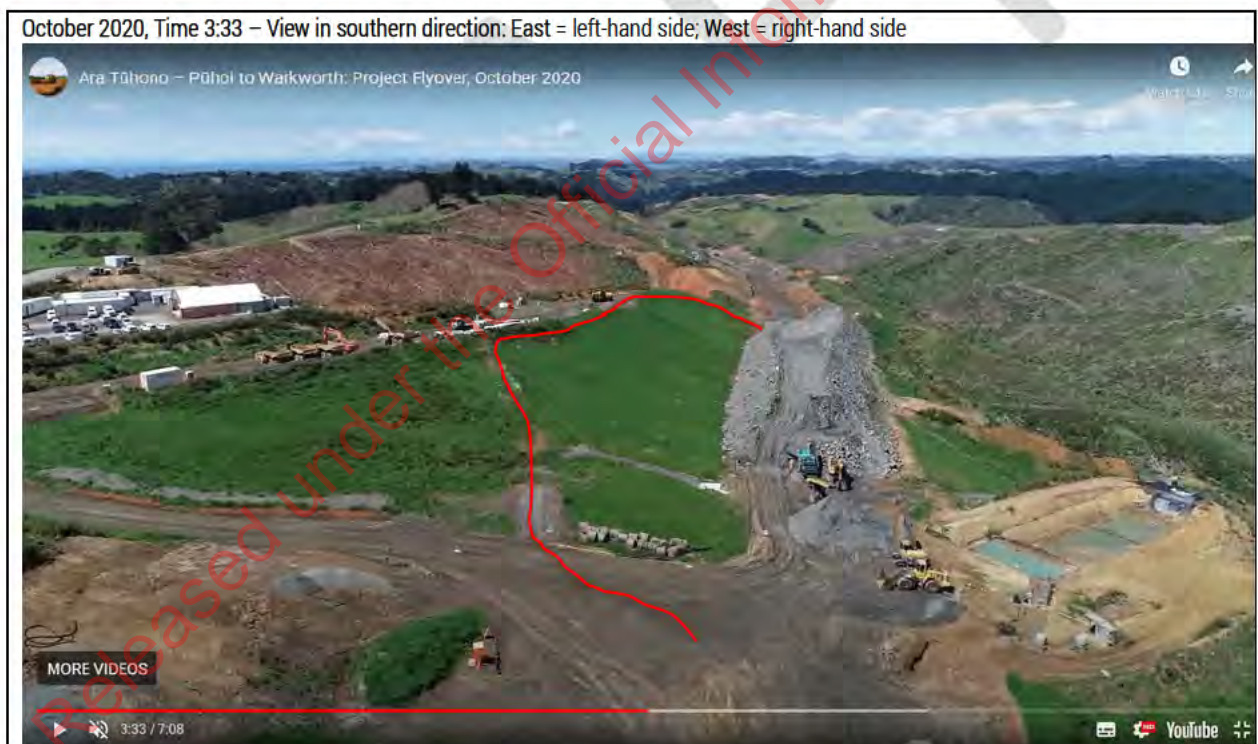 October 2020, Time 3:33 – View in southern direction: East = left-hand side; West = right-hand side
Ara Tūhono – Pūhoi to Warkworth: Project Flyover, October 2020
Released under the Official Inform
MORE VIDEOS
3:33 / 7:08
YouTube